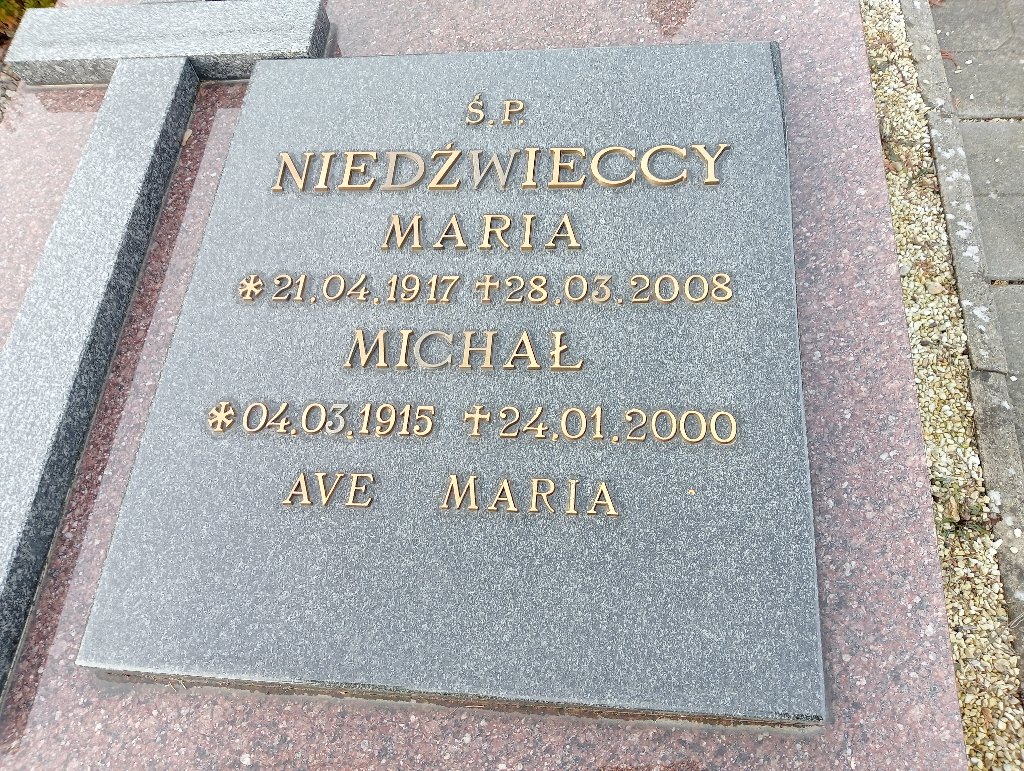 Ś.P.
NIEDŹWIECCY
MARIA
* 21.04.1917 ✝ 28.03.2008
MICHAŁ
* 04.03.1915 ✝ 24.01.2000
AVE MARIA